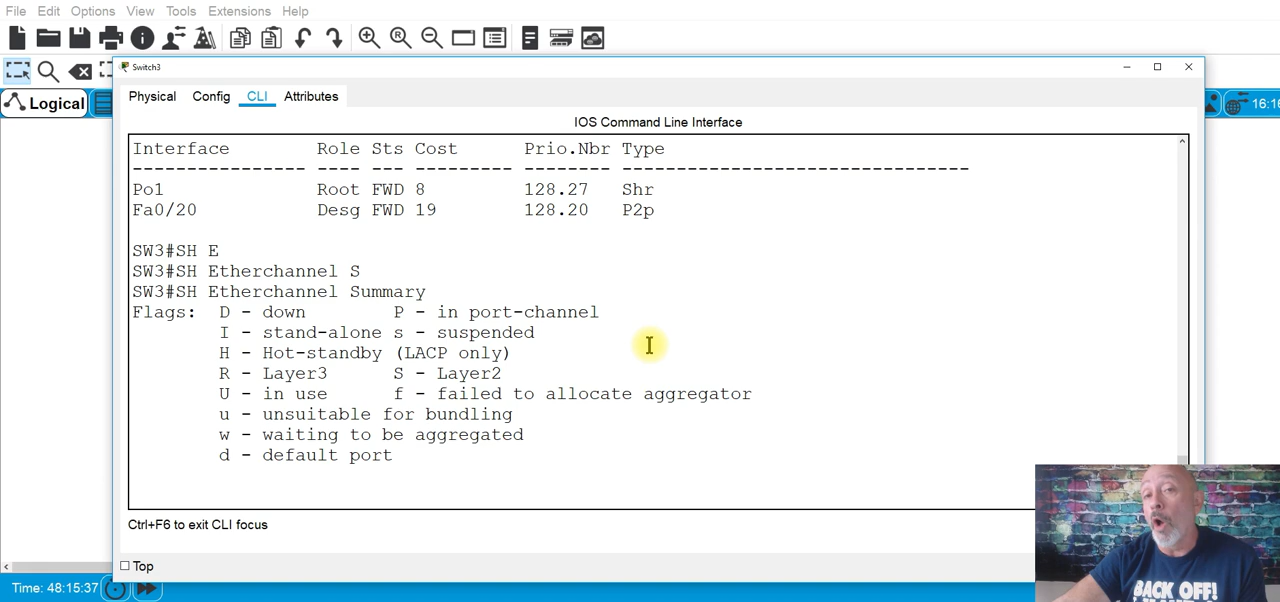 File Edit Options View Tools Extensions Help
Switch3
Physical Config CLI Attributes
Logical
16:16
IOS Command Line Interface
Interface Role Sts Cost Prio.Nbr Type
---------------- ---- --- --------- -------- --------------------------------
Po1 Root FWD 8 128.27 Shr
Fa0/20 Desg FWD 19 128.20 P2p
SW3#SH E
SW3#SH Etherchannel S
SW3#SH Etherchannel Summary
Flags: D - down P - in port-channel
I - stand-alone s - suspended
H - Hot-standby (LACP only)
R - Layer3 S - Layer2
U - in use f - failed to allocate aggregator
u - unsuitable for bundling
w - waiting to be aggregated
d - default port
Ctrl+F6 to exit CLI focus
Top
Time: 48:15:37
BACK OFF!